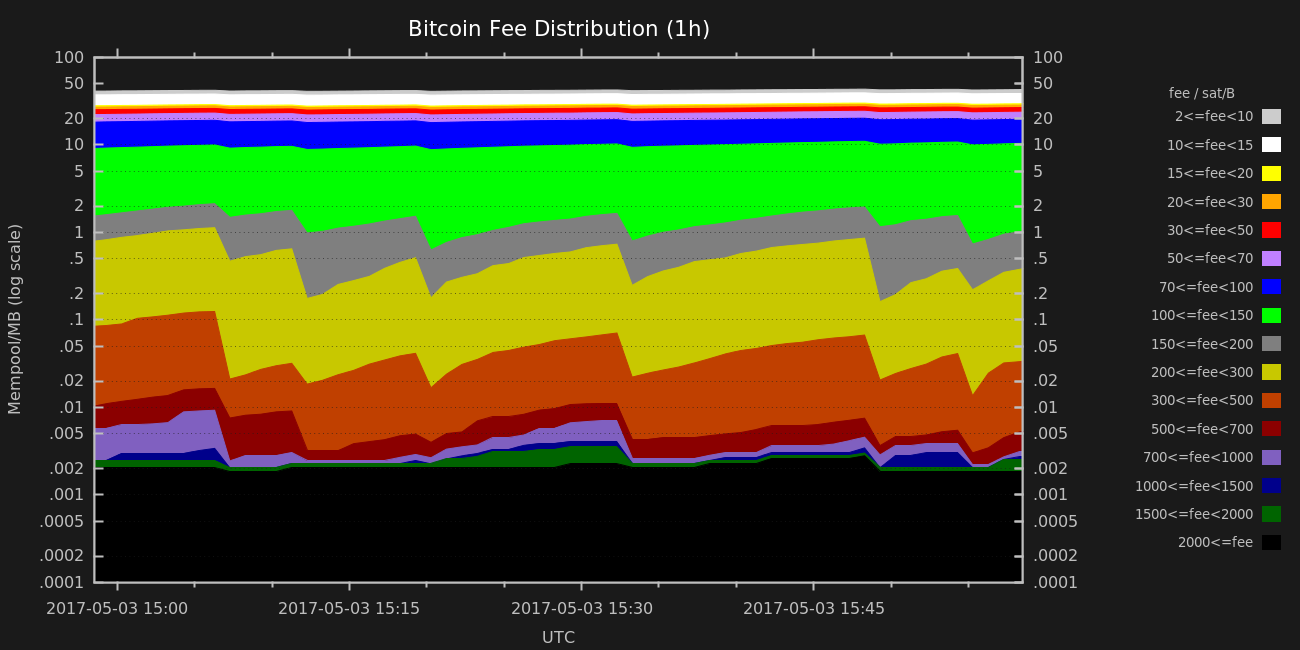 Bitcoin Fee Distribution (1h)
Mempool/MB (log scale)
100
50
20
10
5
2
1
.5
.2
.1
.05
.02
.01
.005
.002
.001
.0005
.0002
.0001
100
50
20
10
5
2
1
.5
.2
.1
.05
.02
.01
.005
.002
.001
.0005
.0002
.0001
2017-05-03 15:00
2017-05-03 15:15
2017-05-03 15:30
2017-05-03 15:45
UTC
fee / sat/B
2<=fee<10
10<=fee<15
15<=fee<20
20<=fee<30
30<=fee<50
50<=fee<70
70<=fee<100
100<=fee<150
150<=fee<200
200<=fee<300
300<=fee<500
500<=fee<700
700<=fee<1000
1000<=fee<1500
1500<=fee<2000
2000<=fee